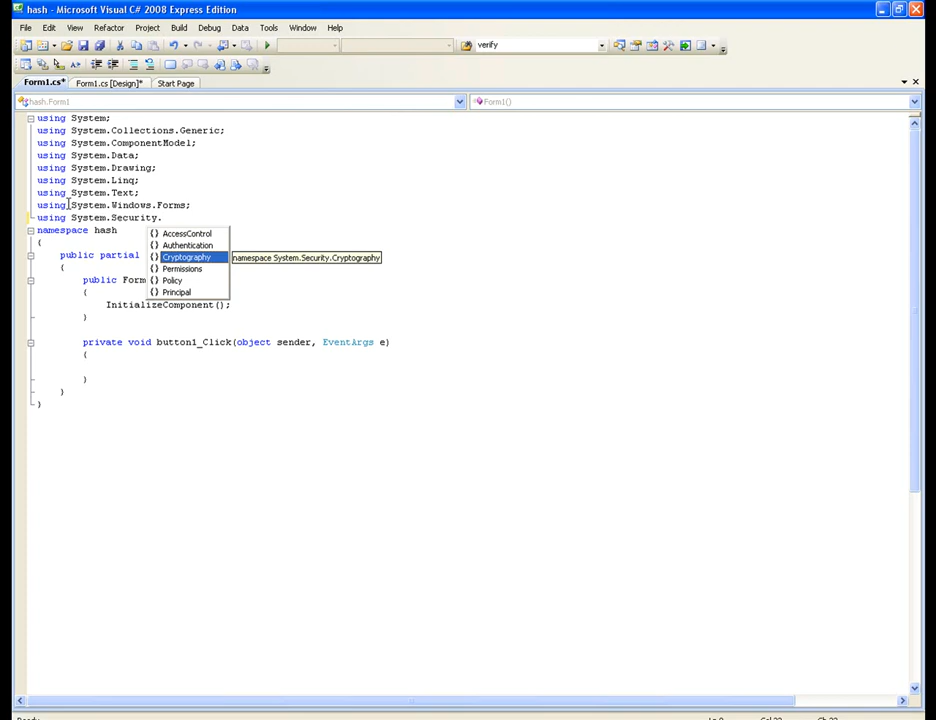 hash - Microsoft Visual C# 2008 Express Edition
File Edit View Refactor Project Build Debug Data Tools Window Help
verify
Form1.cs* Form1.cs [Design]* Start Page
hash.Form1 Form1()
using System;
using System.Collections.Generic;
using System.ComponentModel;
using System.Data;
using System.Drawing;
using System.Linq;
using System.Text;
using System.Windows.Forms;
using System.Security.
namespace hash
{
AccessControl
Authentication
Cryptography
Permissions
Policy
Principal
namespace System.Security.Cryptography
public partial
{
public Form
{
InitializeComponent();
}
private void button1_Click(object sender, EventArgs e)
{
}
}
}